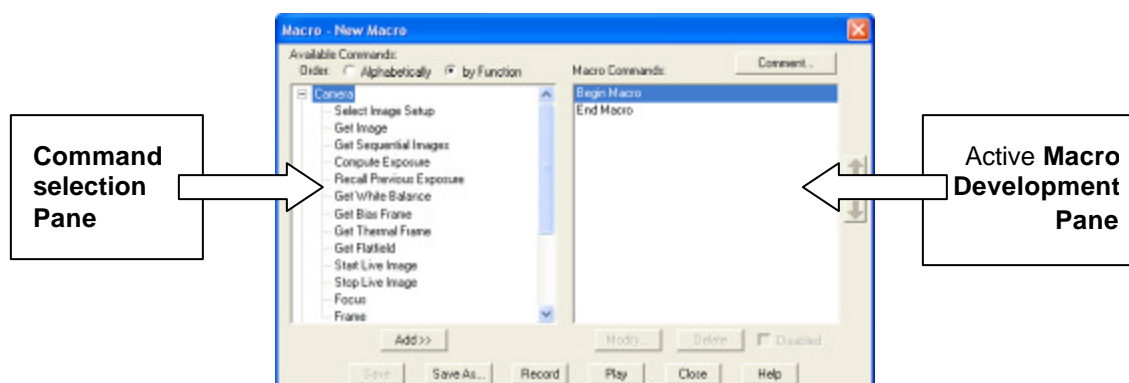 Macro - New Macro
Available Commands:
Order: Alphabetically by Function
Macro Commands:
Comment...
Camera
Select Image Setup
Get Image
Get Sequential Images
Compute Exposure
Recall Previous Exposure
Get White Balance
Get Bias Frame
Get Thermal Frame
Get Flatfield
Start Live Image
Stop Live Image
Focus
Frame
Begin Macro
End Macro
Add>>
Modify...
Delete
Disabled
Save
Save As...
Record
Play
Close
Help
Command
selection
Pane
Active Macro
Development
Pane